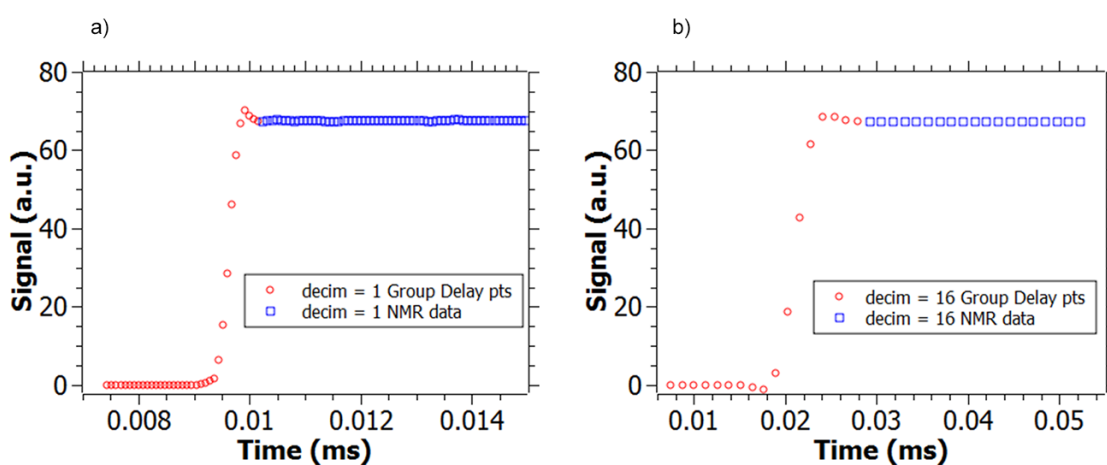 a)
80
60
40
20
0
Signal (a.u.)
decim = 1 Group Delay pts
decim = 1 NMR data
0.008 0.01 0.012 0.014
Time (ms)
b)
80
60
40
20
0
Signal (a.u.)
decim = 16 Group Delay pts
decim = 16 NMR data
0.01 0.02 0.03 0.04 0.05
Time (ms)